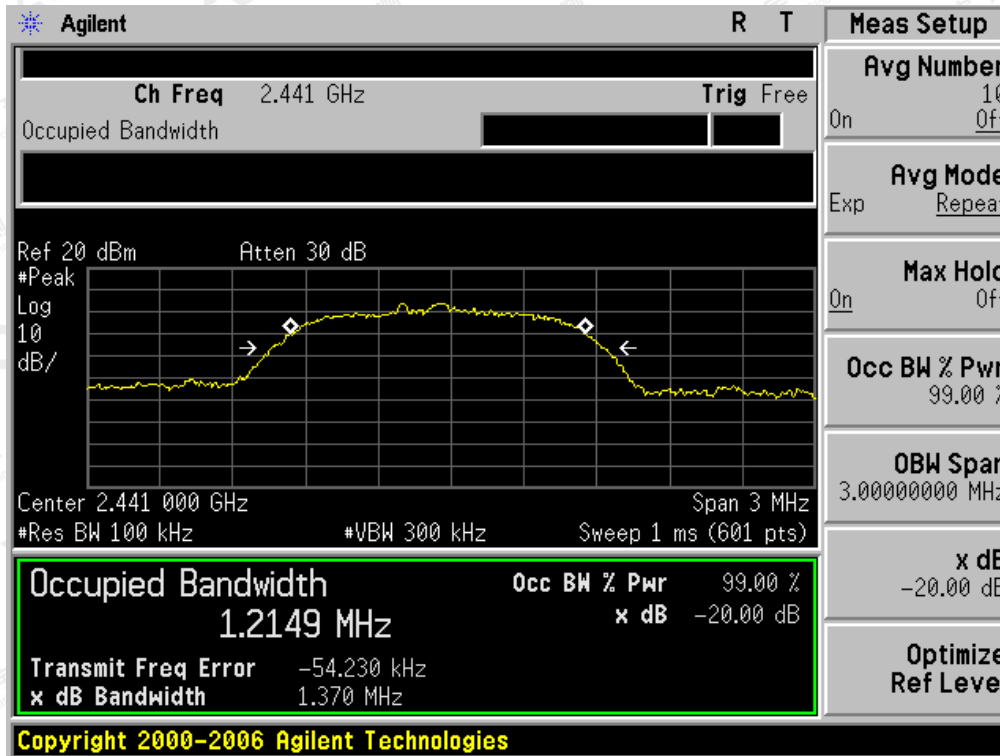 Agilent R T
Ch Freq 2.441 GHz Trig Free
Occupied Bandwidth
Ref 20 dBm Atten 30 dB
#Peak
Log
10
dB/
Center 2.441 000 GHz Span 3 MHz
#Res BW 100 kHz #VBW 300 kHz Sweep 1 ms (601 pts)
Occupied Bandwidth
1.2149 MHz
Occ BW % Pwr 99.00 %
x dB -20.00 dB
Transmit Freq Error -54.230 kHz
x dB Bandwidth 1.370 MHz
Copyright 2000-2006 Agilent Technologies
Meas Setup
Avg Number
10
On Off
Avg Mode
Exp Repeat
Max Hold
On Off
Occ BW % Pwr
99.00 %
OBW Span
3.00000000 MHz
x dB
-20.00 dB
Optimize
Ref Level